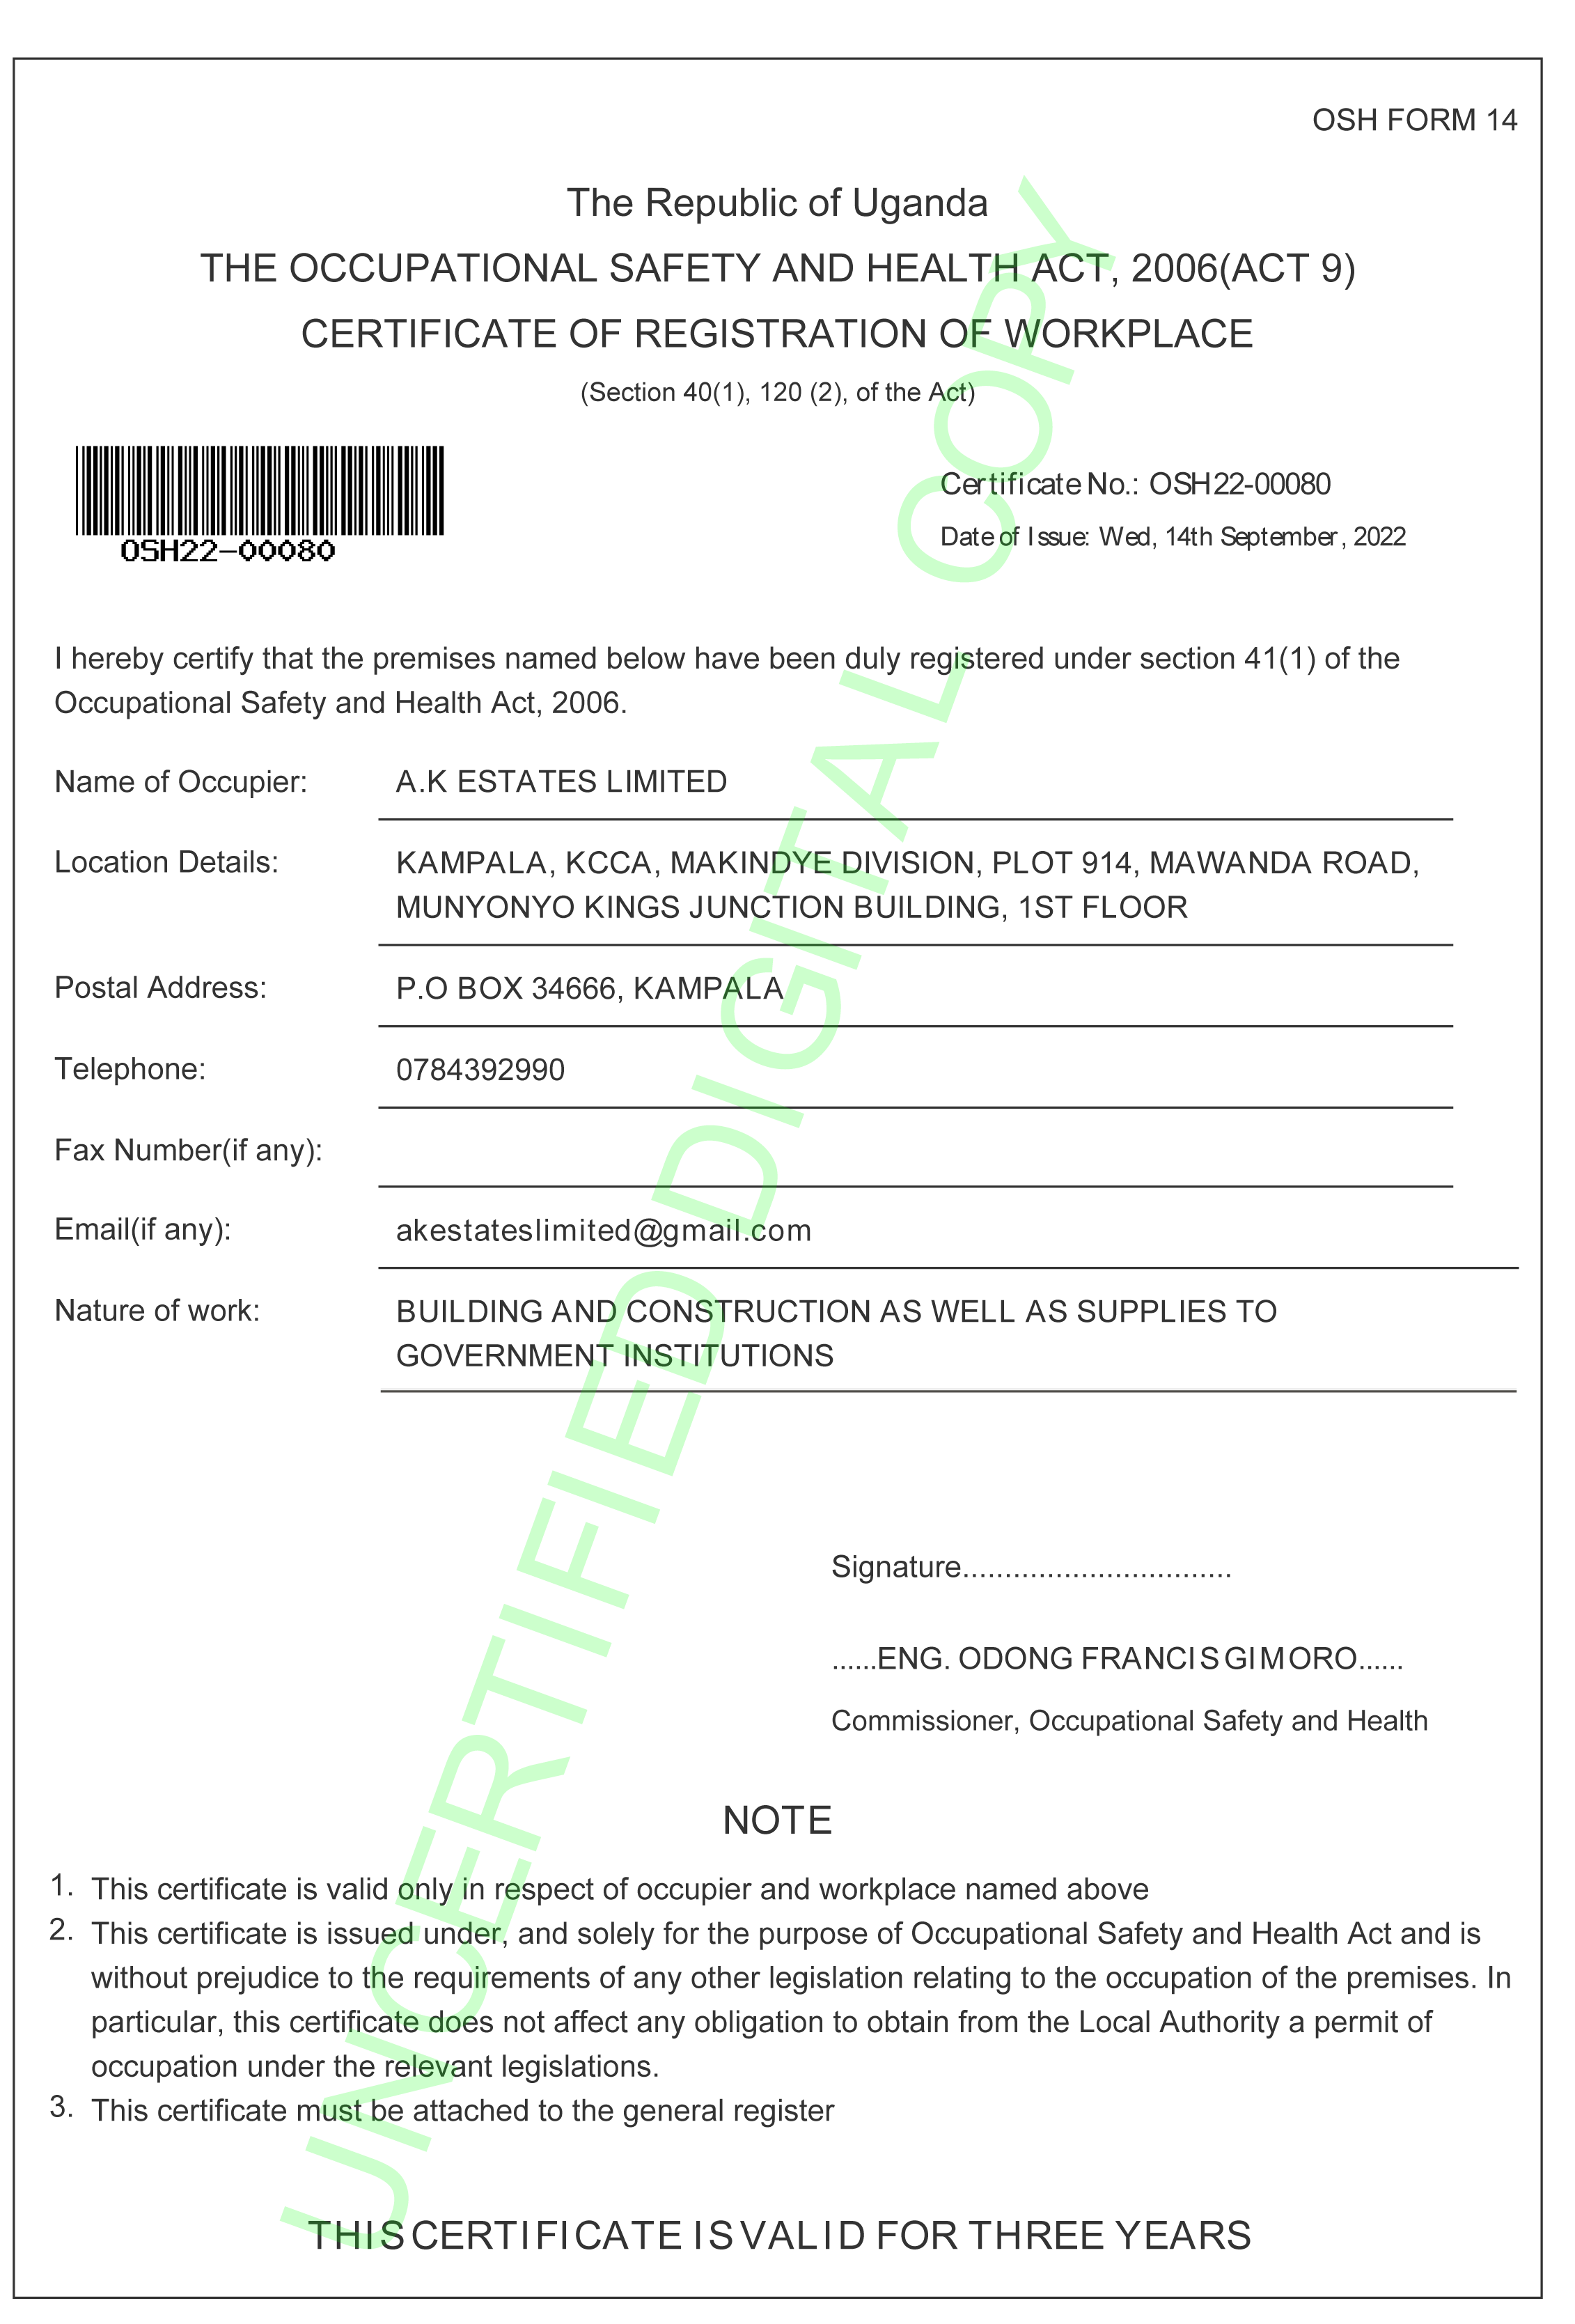 OSH FORM 14
The Republic of Uganda
THE OCCUPATIONAL SAFETY AND HEALTH ACT, 2006(ACT 9)
CERTIFICATE OF REGISTRATION OF WORKPLACE
(Section 40(1), 120 (2), of the Act)
OSH22-00080
Certificate No.: OSH22-00080
Date of Issue: Wed, 14th September, 2022
I hereby certify that the premises named below have been duly registered under section 41(1) of the
Occupational Safety and Health Act, 2006.
Name of Occupier: A.K ESTATES LIMITED
Location Details: KAMPALA, KCCA, MAKINDYE DIVISION, PLOT 914, MAWANDA ROAD,
MUNYONYO KINGS JUNCTION BUILDING, 1ST FLOOR
Postal Address: P.O BOX 34666, KAMPALA
Telephone: 0784392990
Fax Number(if any):
Email(if any): akestateslimited@gmail.com
Nature of work: BUILDING AND CONSTRUCTION AS WELL AS SUPPLIES TO
GOVERNMENT INSTITUTIONS
Signature................................
......ENG. ODONG FRANCIS GIMORO......
Commissioner, Occupational Safety and Health
NOTE
1. This certificate is valid only in respect of occupier and workplace named above
2. This certificate is issued under, and solely for the purpose of Occupational Safety and Health Act and is
without prejudice to the requirements of any other legislation relating to the occupation of the premises. In
particular, this certificate does not affect any obligation to obtain from the Local Authority a permit of
occupation under the relevant legislations.
3. This certificate must be attached to the general register
THIS CERTIFICATE IS VALID FOR THREE YEARS
UNCERTIFIED DIGITAL COPY